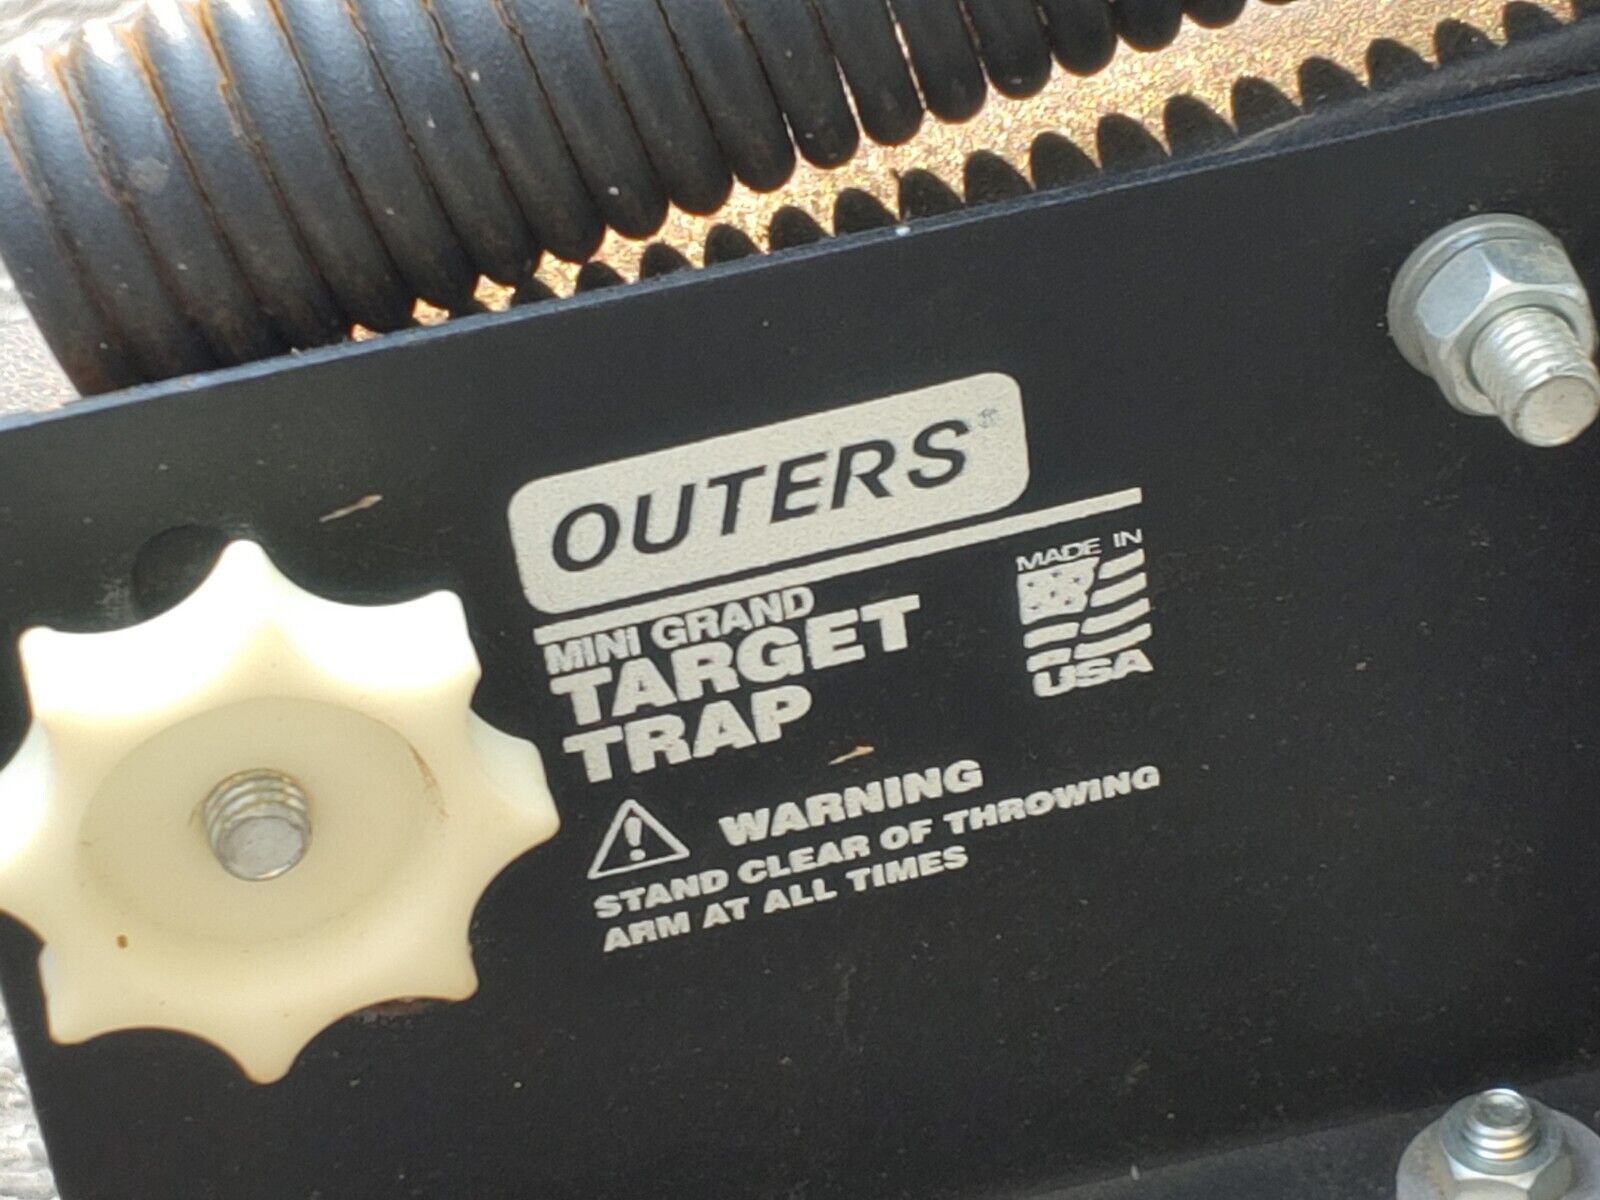 OUTERS®
MINI GRAND
TARGET
TRAP
MADE IN
USA
WARNING
STAND CLEAR OF THROWING
ARM AT ALL TIMES